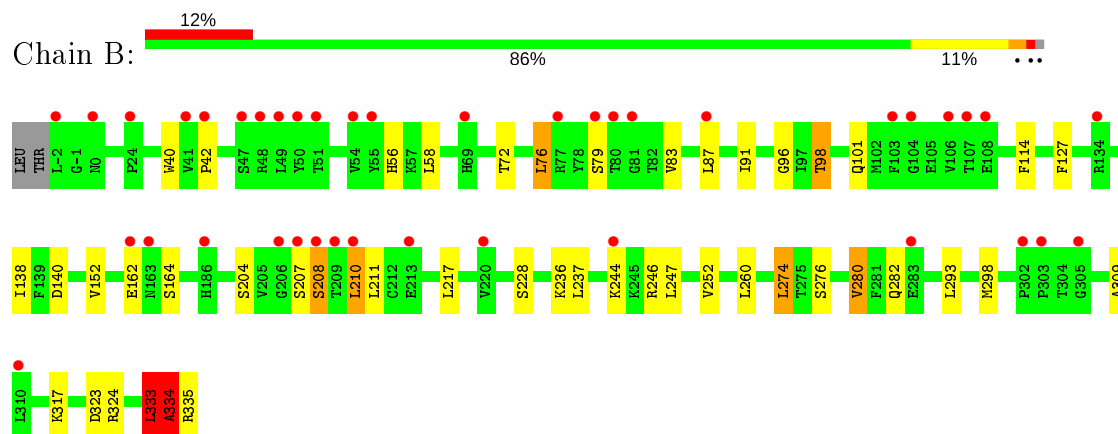 12%
Chain B:
86% 11% • ••
LEU THR L-2 G-1 N0 P24 W40 V41 P42 S47 R48 L49 Y50 T51 V54 Y55 H56 K57 L58 H69 T72 L76 R77 Y78 S79 T80 G81 T82 V83 L87 I91 G96 I97 T98 Q101 M102 F103 G104 E105 V106 T107 E108 F114 F127 R134
I138 F139 D140 V152 E162 N163 S164 H186 S204 V205 G206 S207 S208 T209 L210 L211 C212 E213 L217 V220 S228 K236 L237 K244 K245 R246 L247 V252 L260 L274 T275 S276 V280 F281 Q282 E283 L293 M298 P302 P303 T304 G305 A309
L310 K317 D323 R324 L333 A334 R335